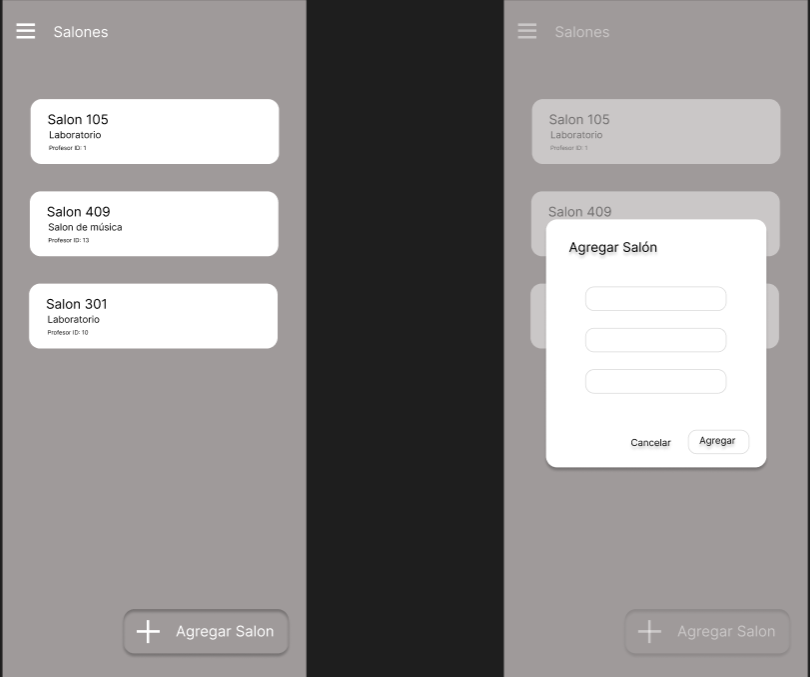 Salones
Salon 105
Laboratorio
Profesor ID: 1
Salon 409
Salon de música
Profesor ID: 13
Salon 301
Laboratorio
Profesor ID: 10
Agregar Salon
Salones
Salon 105
Laboratorio
Profesor ID: 1
Salon 409
Agregar Salón
Cancelar
Agregar
Agregar Salon